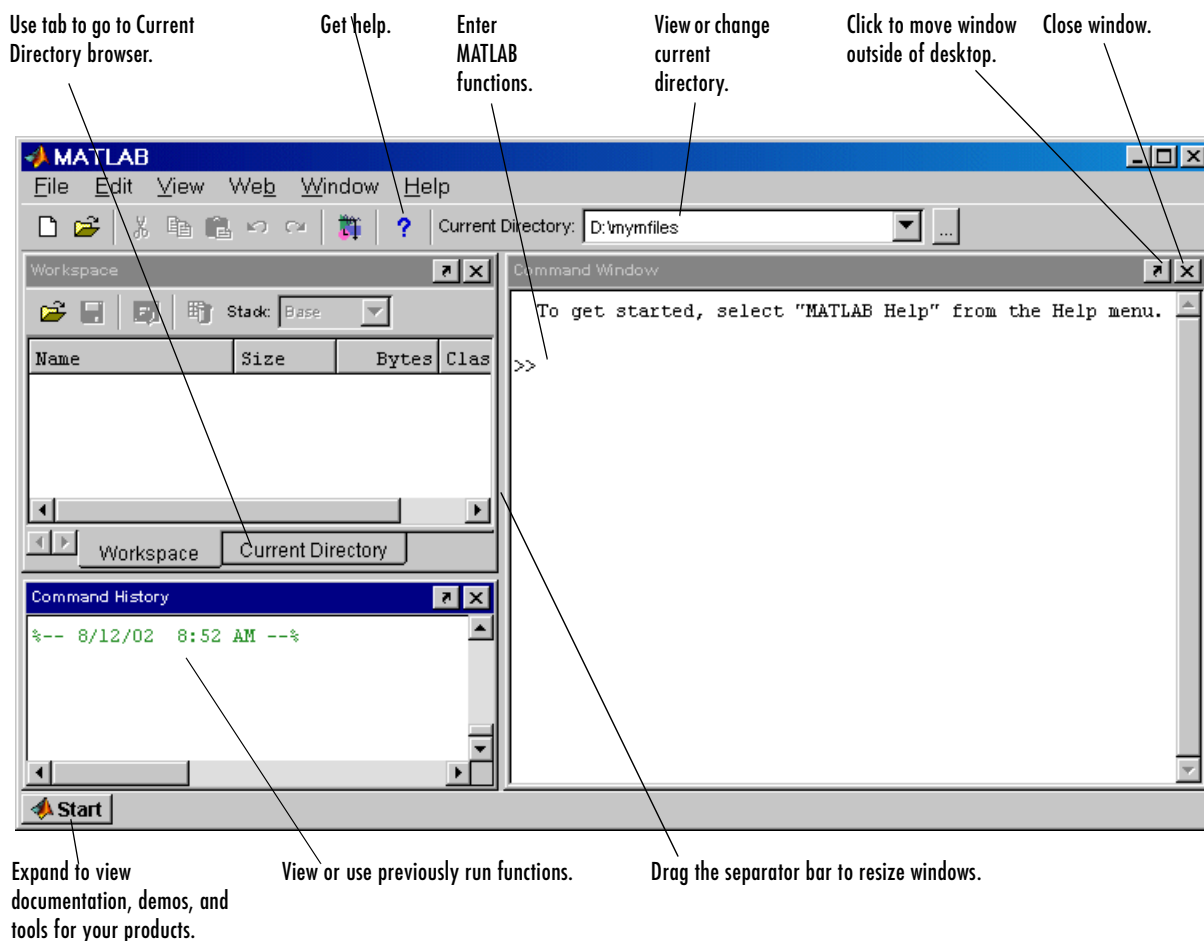 Use tab to go to Current
Directory browser.
Get help.
Enter
MATLAB
functions.
View or change
current
directory.
Click to move window
outside of desktop.
Close window.
MATLAB
File Edit View Web Window Help
? Current Directory: D:\mymfiles ...
Workspace
Stack: Base
Name Size Bytes Clas
Workspace Current Directory
Command History
%-- 8/12/02 8:52 AM --%
Command Window
To get started, select "MATLAB Help" from the Help menu.
>>
Start
Expand to view
documentation, demos, and
tools for your products.
View or use previously run functions.
Drag the separator bar to resize windows.